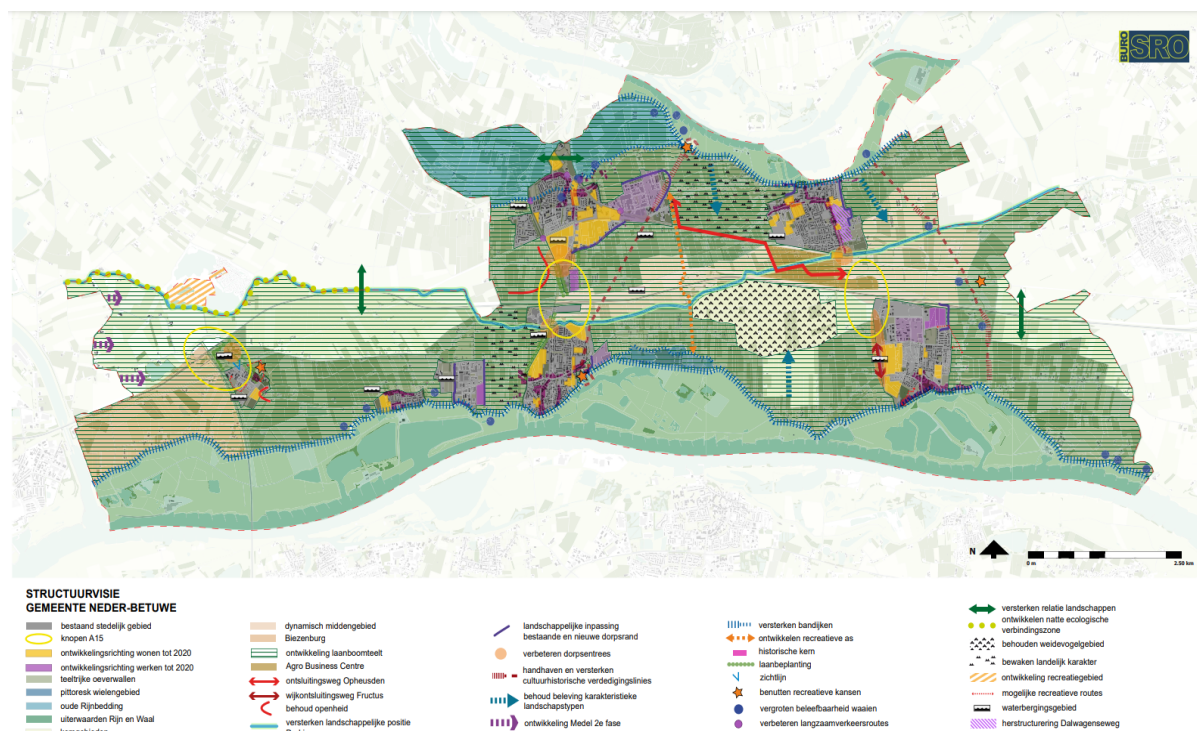 BURO SRO
N
0 m
2.50 km
STRUCTUURVISIE
GEMEENTE NEDER-BETUWE
bestaand stedelijk gebied
knopen A15
ontwikkelingsrichting wonen tot 2020
ontwikkelingsrichting werken tot 2020
teeltrijke oeverwallen
pittoresk wielengebied
oude Rijnbedding
uiterwaarden Rijn en Waal
dynamisch middengebied
Biezenburg
ontwikkeling laanboomteelt
Agro Business Centre
ontsluitingsweg Opheusden
wijkontsluitingsweg Fructus
behoud openheid
versterken landschappelijke positie
landschappelijke inpassing
bestaande en nieuwe dorpsrand
verbeteren dorpsentrees
handhaven en versterken
cultuurhistorische verdedigingslinies
behoud beleving karakteristieke
landschapstypen
ontwikkeling Medel 2e fase
versterken bandijken
ontwikkelen recreatieve as
historische kern
laanbeplanting
zichtlijn
benutten recreatieve kansen
vergroten beleefbaarheid waaien
verbeteren langzaamverkeersroutes
versterken relatie landschappen
ontwikkelen natte ecologische
verbindingszone
behouden weidevogelgebied
bewaken landelijk karakter
ontwikkeling recreatiegebied
mogelijke recreatieve routes
waterbergingsgebied
herstructurering Dalwagenseweg